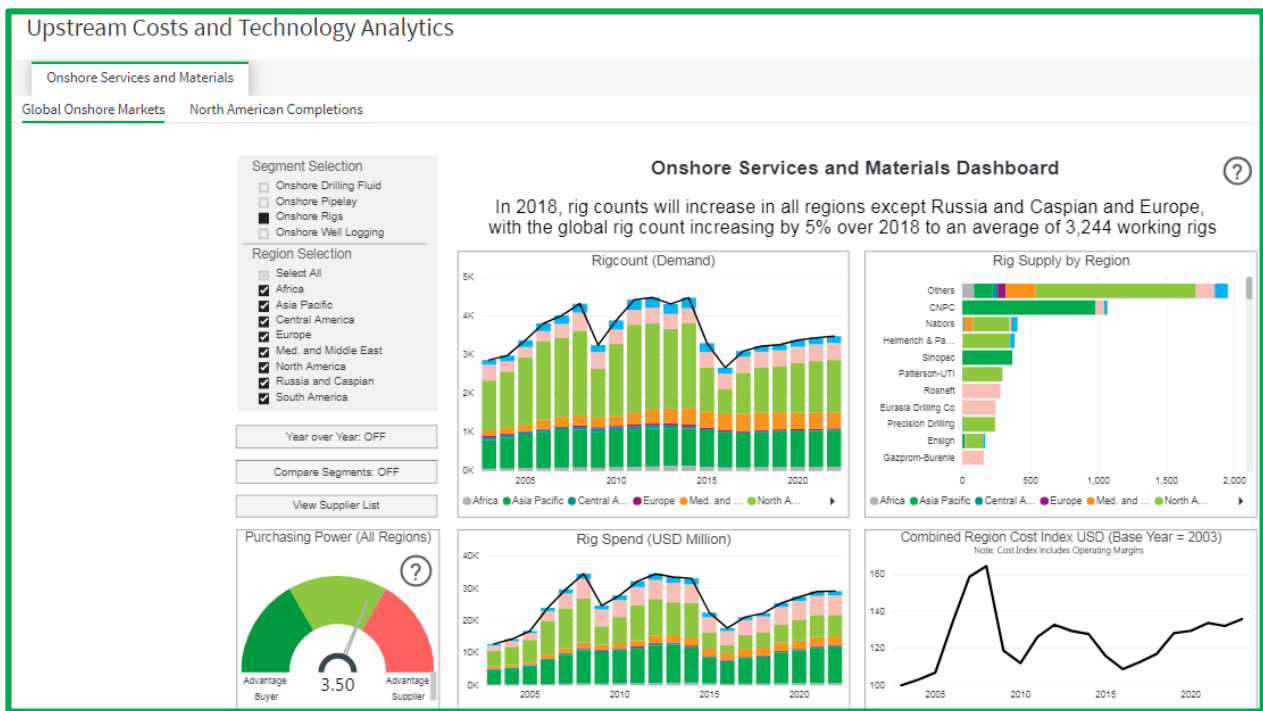 Upstream Costs and Technology Analytics
Onshore Services and Materials
Global Onshore Markets North American Completions
Segment Selection
Onshore Drilling Fluid
Onshore Pipelay
Onshore Rigs
Onshore Well Logging
Region Selection
Select All
Africa
Asia Pacific
Central America
Europe
Med. and Middle East
North America
Russia and Caspian
South America
Year over Year: OFF
Compare Segments: OFF
View Supplier List
Onshore Services and Materials Dashboard
?
In 2018, rig counts will increase in all regions except Russia and Caspian and Europe,
with the global rig count increasing by 5% over 2018 to an average of 3,244 working rigs
Rigcount (Demand)
5K
4K
3K
2K
1K
0K
2005 2010 2015 2020
Africa Asia Pacific Central A... Europe Med. and ... North A...
Rig Supply by Region
Others
CNPC
Nabors
Helmerich & Pa...
Sinopec
Patterson-UTI
Rosneft
Eurasia Drilling Co
Precision Drilling
Ensign
Gazprom-Burenie
0 500 1,000 1,500 2,000
Africa Asia Pacific Central A... Europe Med. and ... North A...
Purchasing Power (All Regions)
?
Advantage
Buyer
3.50
Advantage
Supplier
Rig Spend (USD Million)
40K
30K
20K
10K
0K
2005 2010 2015 2020
Combined Region Cost Index USD (Base Year = 2003)
Note: Cost Index includes Operating Margins
160
140
120
100
2005 2010 2015 2020